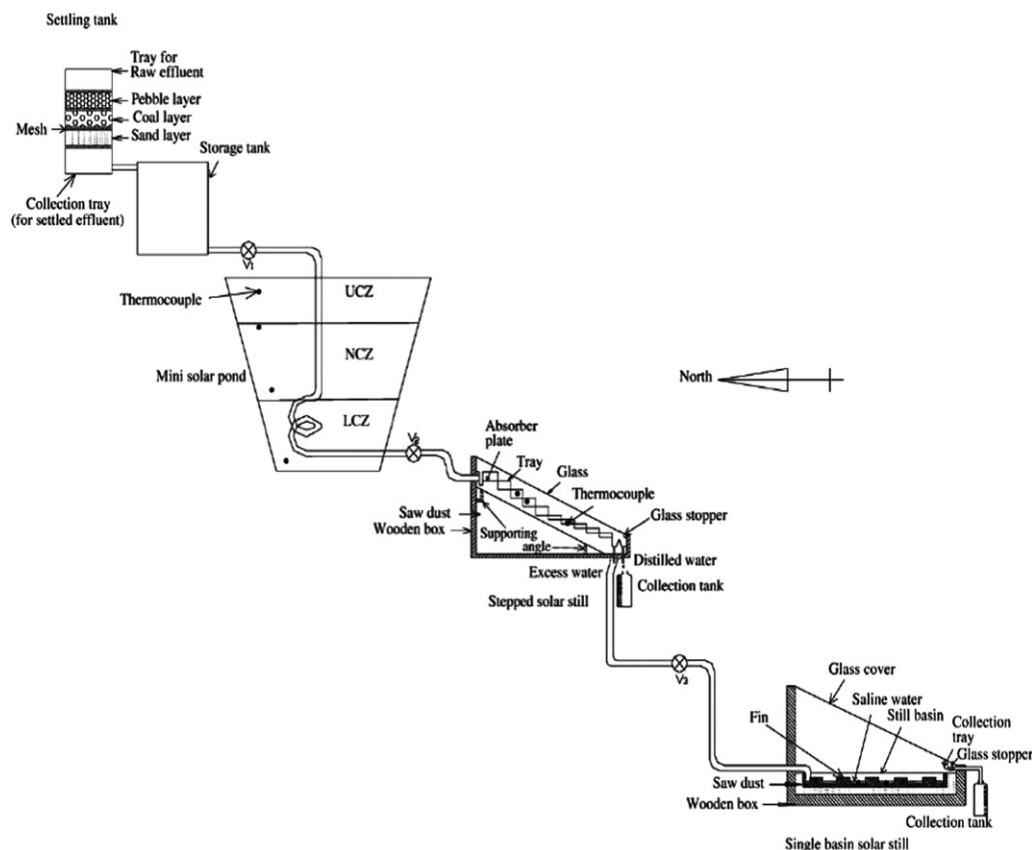 Settling tank
Tray for
Raw effluent
Pebble layer
Coal layer
Mesh
Sand layer
Storage tank
Collection tray
(for settled effluent)
V1
Thermocouple
UCZ
NCZ
North
Mini solar pond
LCZ
V2
Absorber
plate
Tray
Glass
Thermocouple
Glass stopper
Saw dust
Wooden box
Supporting
angle
Distilled water
Excess water
Collection tank
Stepped solar still
V3
Glass cover
Saline water
Fin
Still basin
Collection
tray
Glass stopper
Saw dust
Wooden box
Collection tank
Single basin solar still